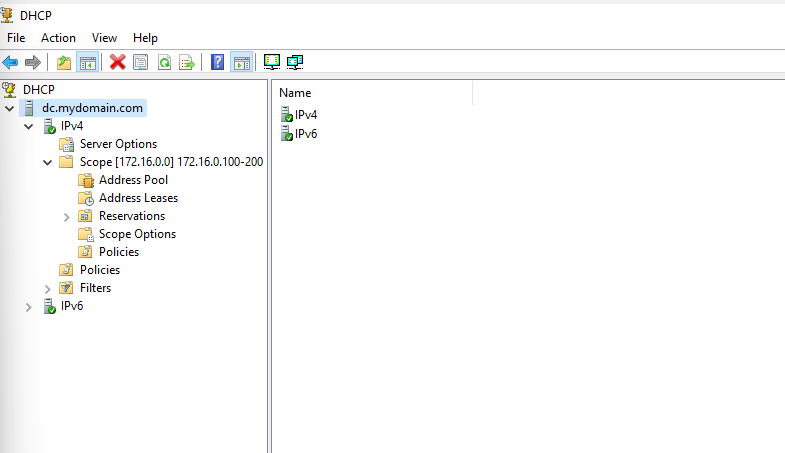 DHCP
File Action View Help
DHCP
dc.mydomain.com
IPv4
Server Options
Scope [172.16.0.0] 172.16.0.100-200
Address Pool
Address Leases
Reservations
Scope Options
Policies
Policies
Filters
IPv6
Name
IPv4
IPv6